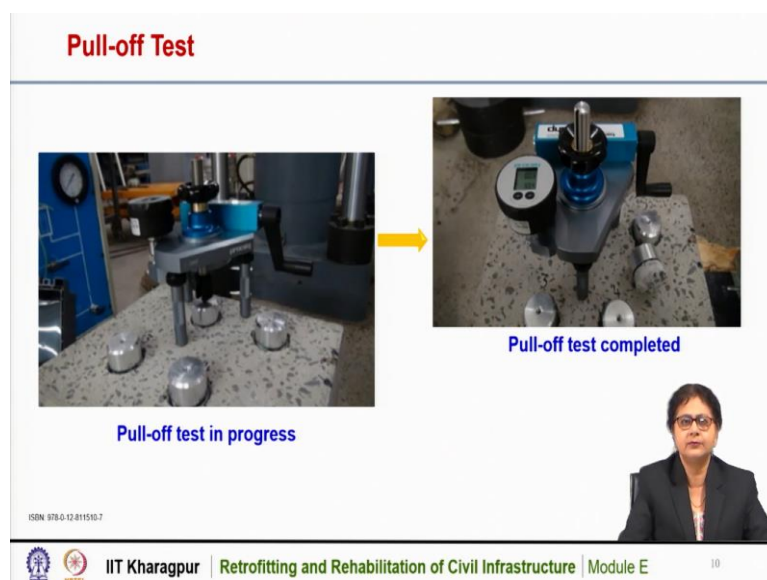 Pull-off Test
Pull-off test in progress
Pull-off test completed
ISBN: 978-0-12-811510-7
IIT Kharagpur | Retrofitting and Rehabilitation of Civil Infrastructure | Module E
10